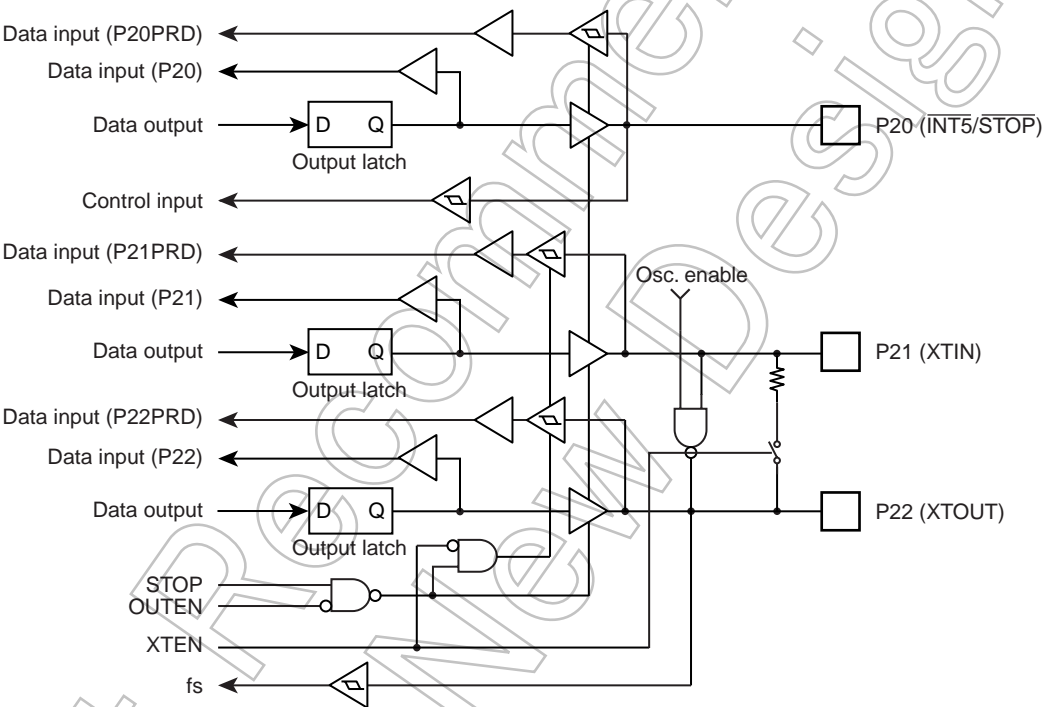 Data input (P20PRD)
Data input (P20)
Data output
D Q
Output latch
P20 (INT5/STOP)
Control input
Data input (P21PRD)
Osc. enable
Data input (P21)
Data output
D Q
Output latch
P21 (XTIN)
Data input (P22PRD)
Data input (P22)
Data output
D Q
Output latch
P22 (XTOUT)
STOP
OUTEN
XTEN
fs